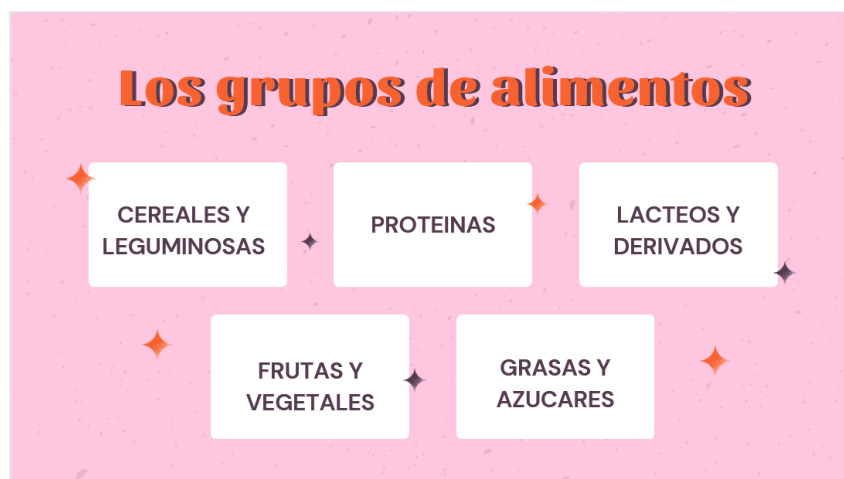 Los grupos de alimentos
CEREALES Y
LEGUMINOSAS
PROTEINAS
LACTEOS Y
DERIVADOS
FRUTAS Y
VEGETALES
GRASAS Y
AZUCARES